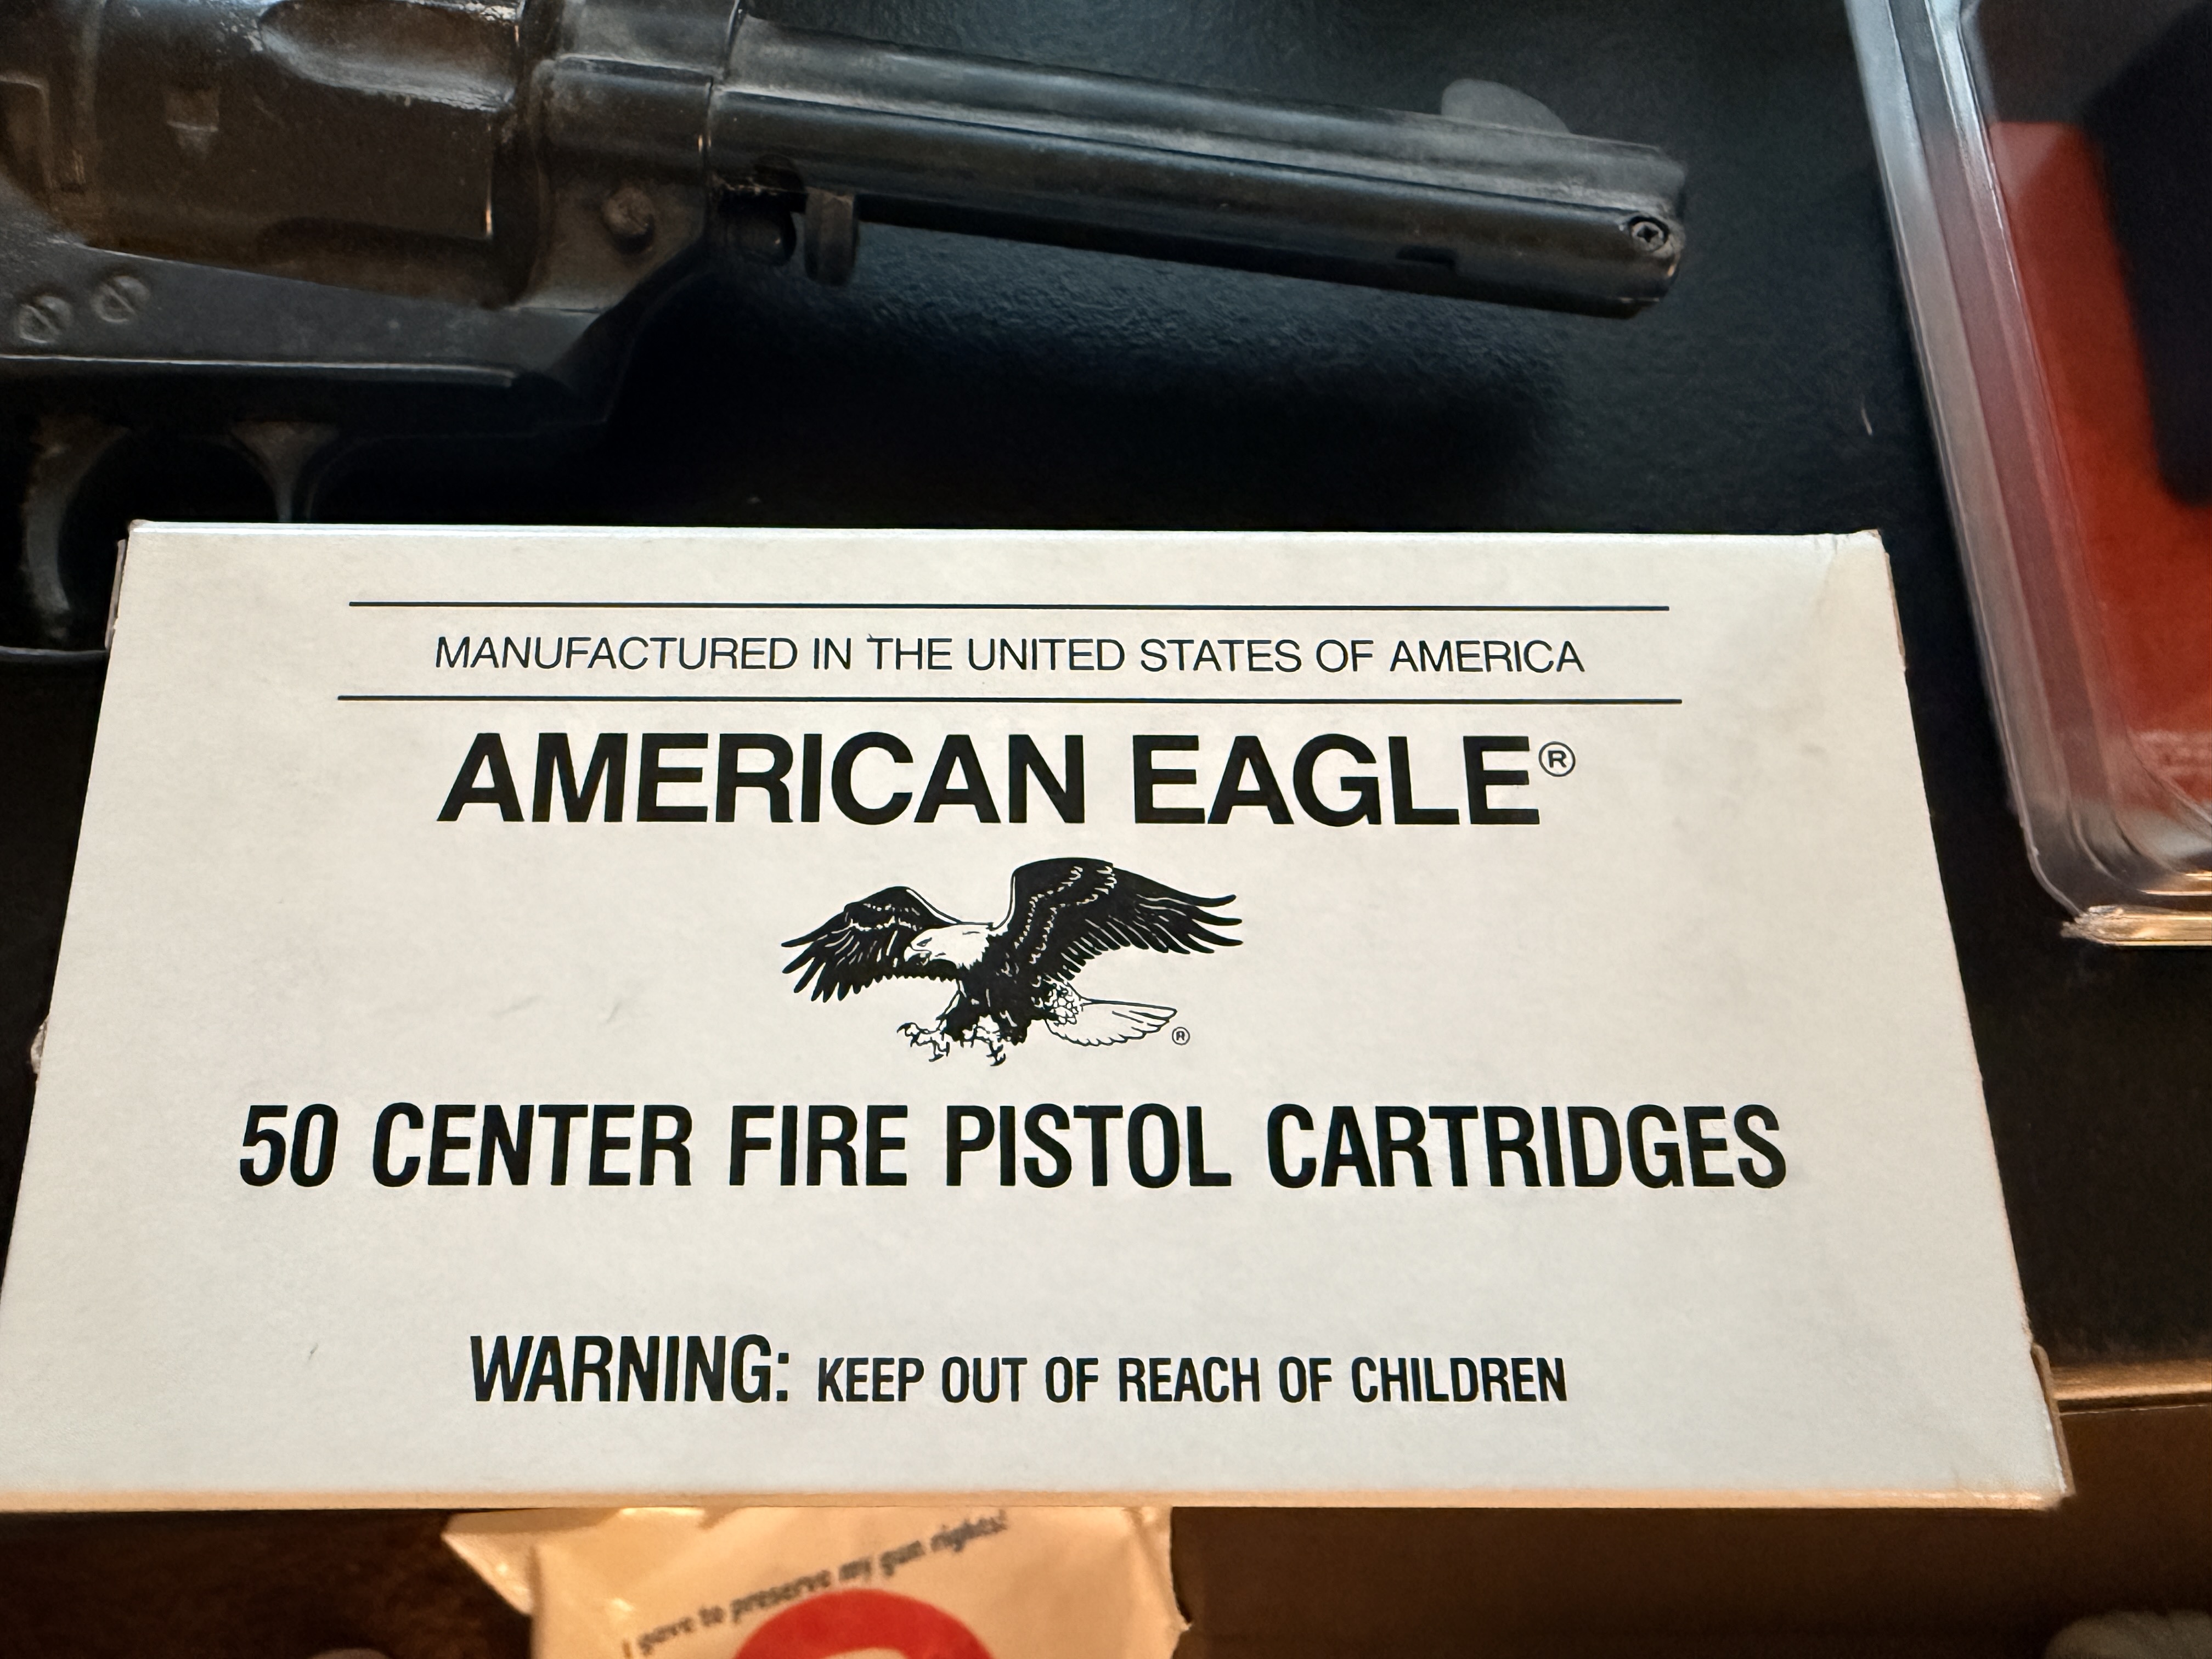 MANUFACTURED IN THE UNITED STATES OF AMERICA
AMERICAN EAGLE®
®
50 CENTER FIRE PISTOL CARTRIDGES
WARNING: KEEP OUT OF REACH OF CHILDREN
I gave to preserve my gun rights!